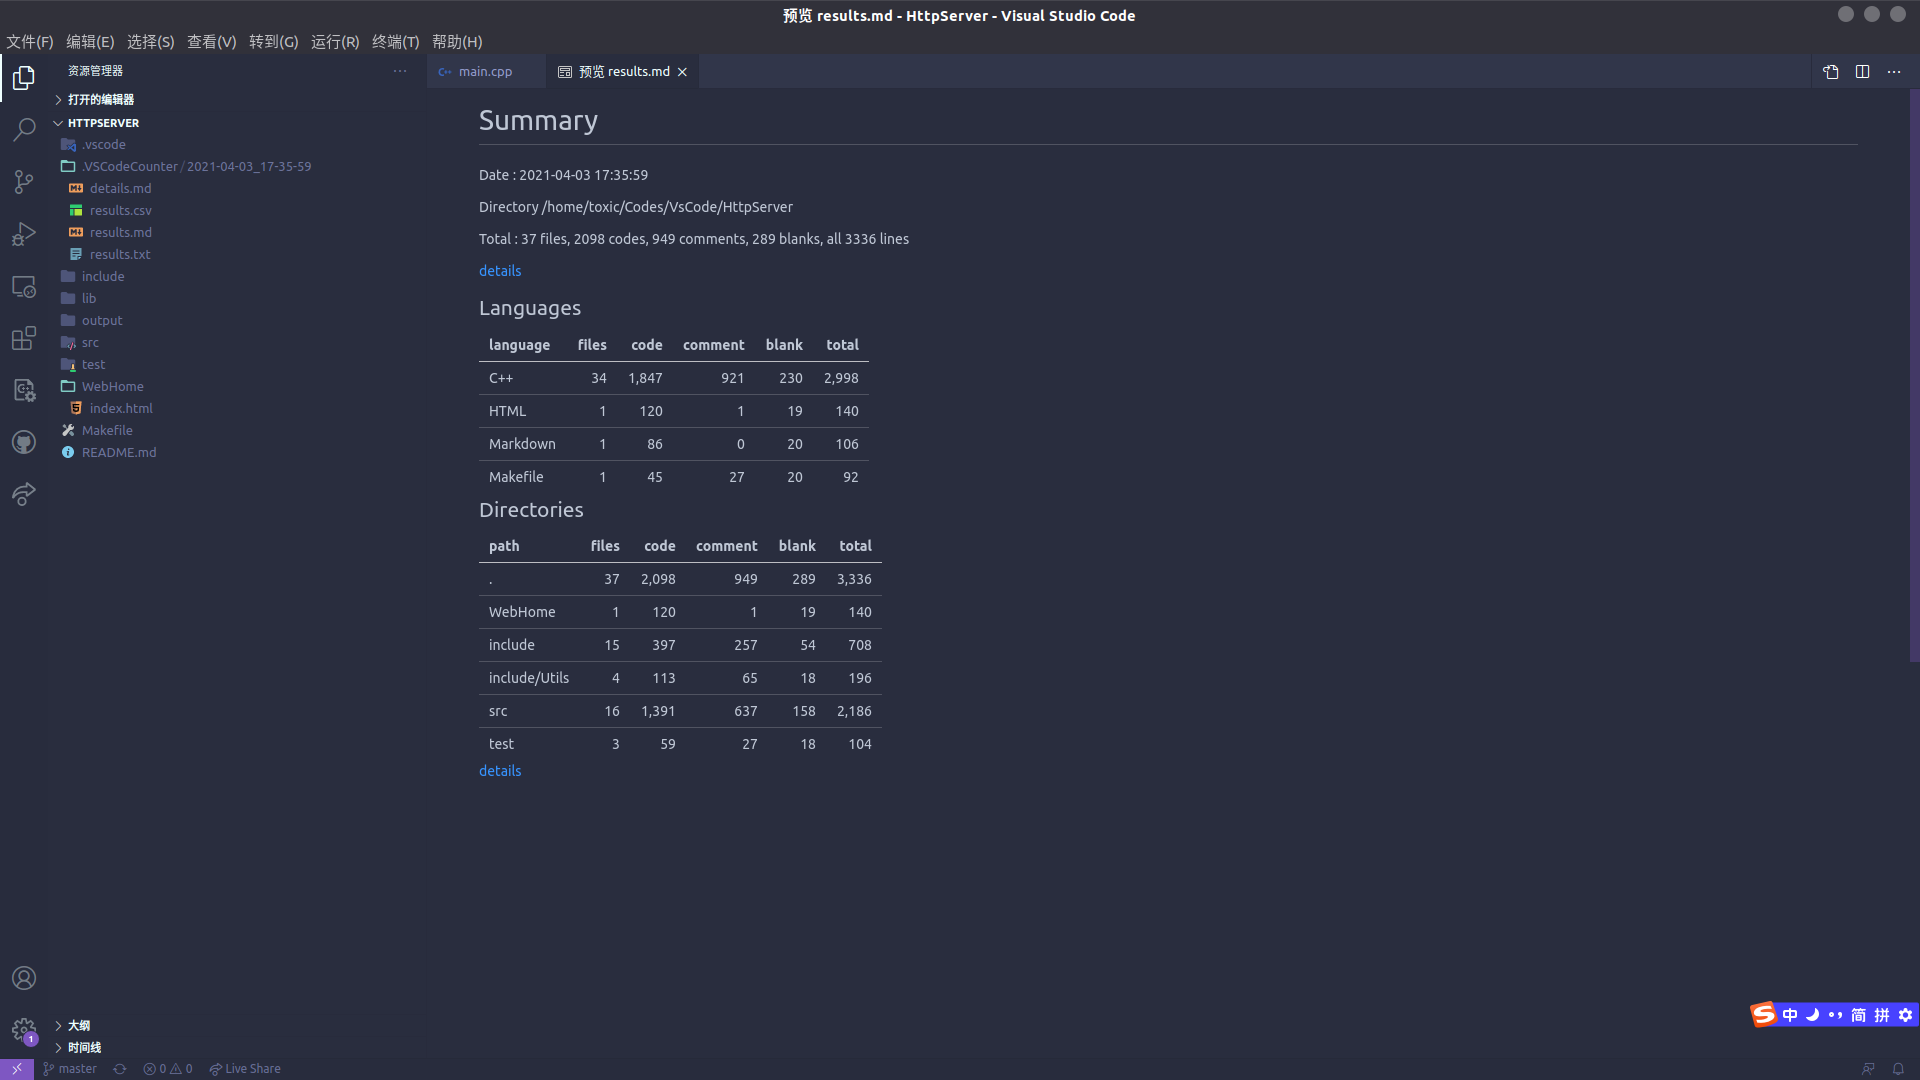 预览 results.md - HttpServer - Visual Studio Code
文件(F) 编辑(E) 选择(S) 查看(V) 转到(G) 运行(R) 终端(T) 帮助(H)
资源管理器
打开的编辑器
HTTPSERVER
.vscode
.VSCodeCounter / 2021-04-03_17-35-59
details.md
results.csv
results.md
results.txt
include
lib
output
src
test
WebHome
index.html
Makefile
README.md
大纲
时间线
main.cpp 预览 results.md
Summary
Date : 2021-04-03 17:35:59
Directory /home/toxic/Codes/VsCode/HttpServer
Total : 37 files, 2098 codes, 949 comments, 289 blanks, all 3336 lines
details
Languages
language files code comment blank total
C++ 34 1,847 921 230 2,998
HTML 1 120 1 19 140
Markdown 1 86 0 20 106
Makefile 1 45 27 20 92
Directories
path files code comment blank total
. 37 2,098 949 289 3,336
WebHome 1 120 1 19 140
include 15 397 257 54 708
include/Utils 4 113 65 18 196
src 16 1,391 637 158 2,186
test 3 59 27 18 104
details
中 简 拼
1
master 0 0 Live Share